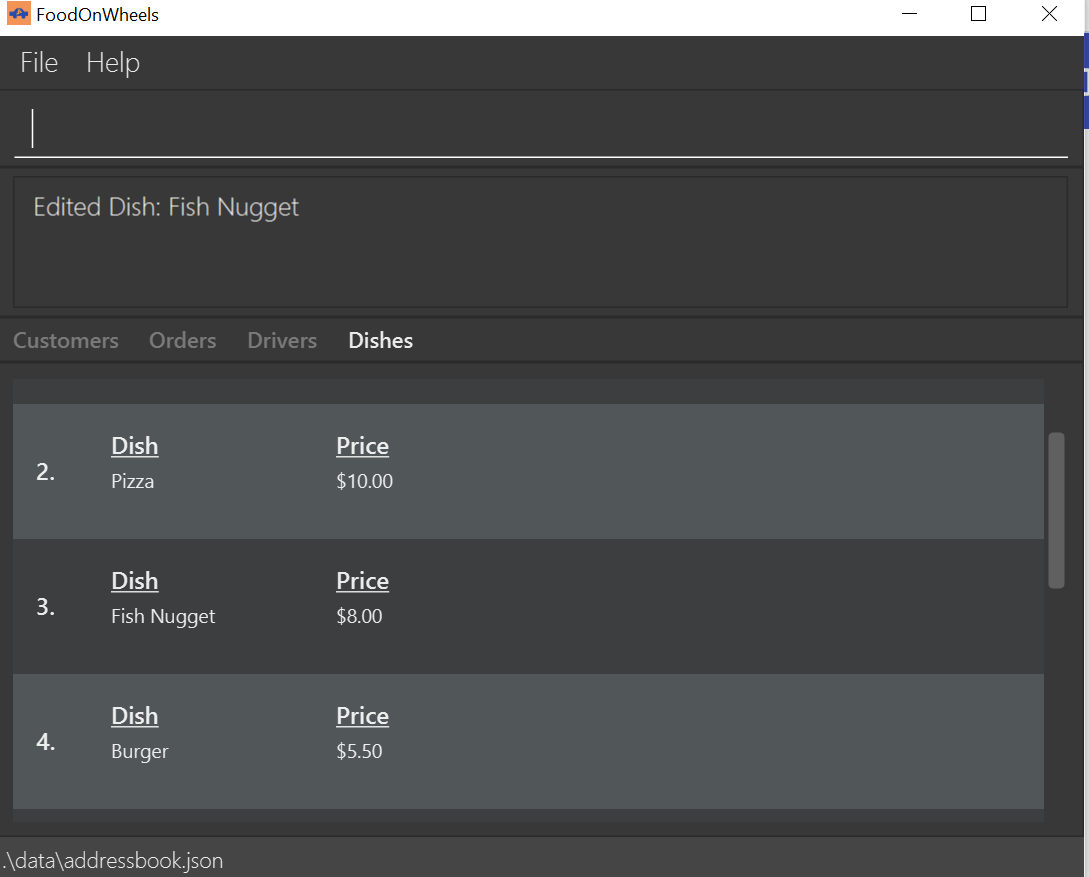 FoodOnWheels
File Help
Edited Dish: Fish Nugget
Customers Orders Drivers Dishes
2. Dish Price
Pizza $10.00
3. Dish Price
Fish Nugget $8.00
4. Dish Price
Burger $5.50
.\data\addressbook.json